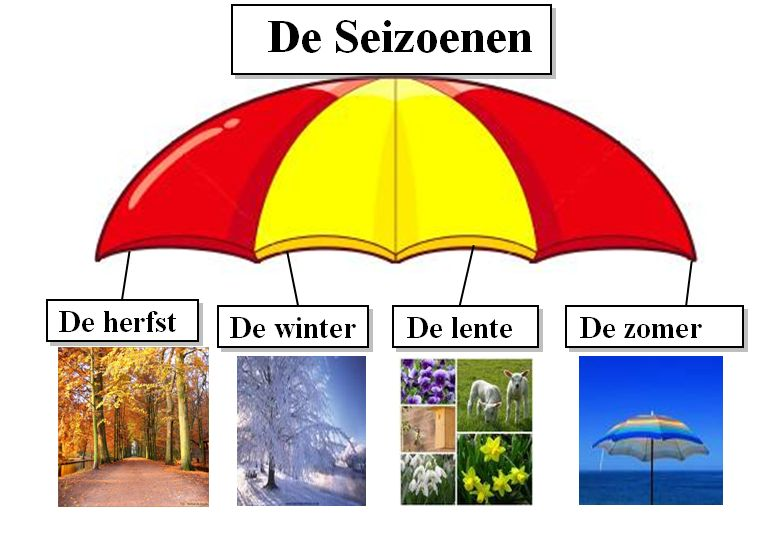 De Seizoenen
De herfst
De winter
De lente
De zomer